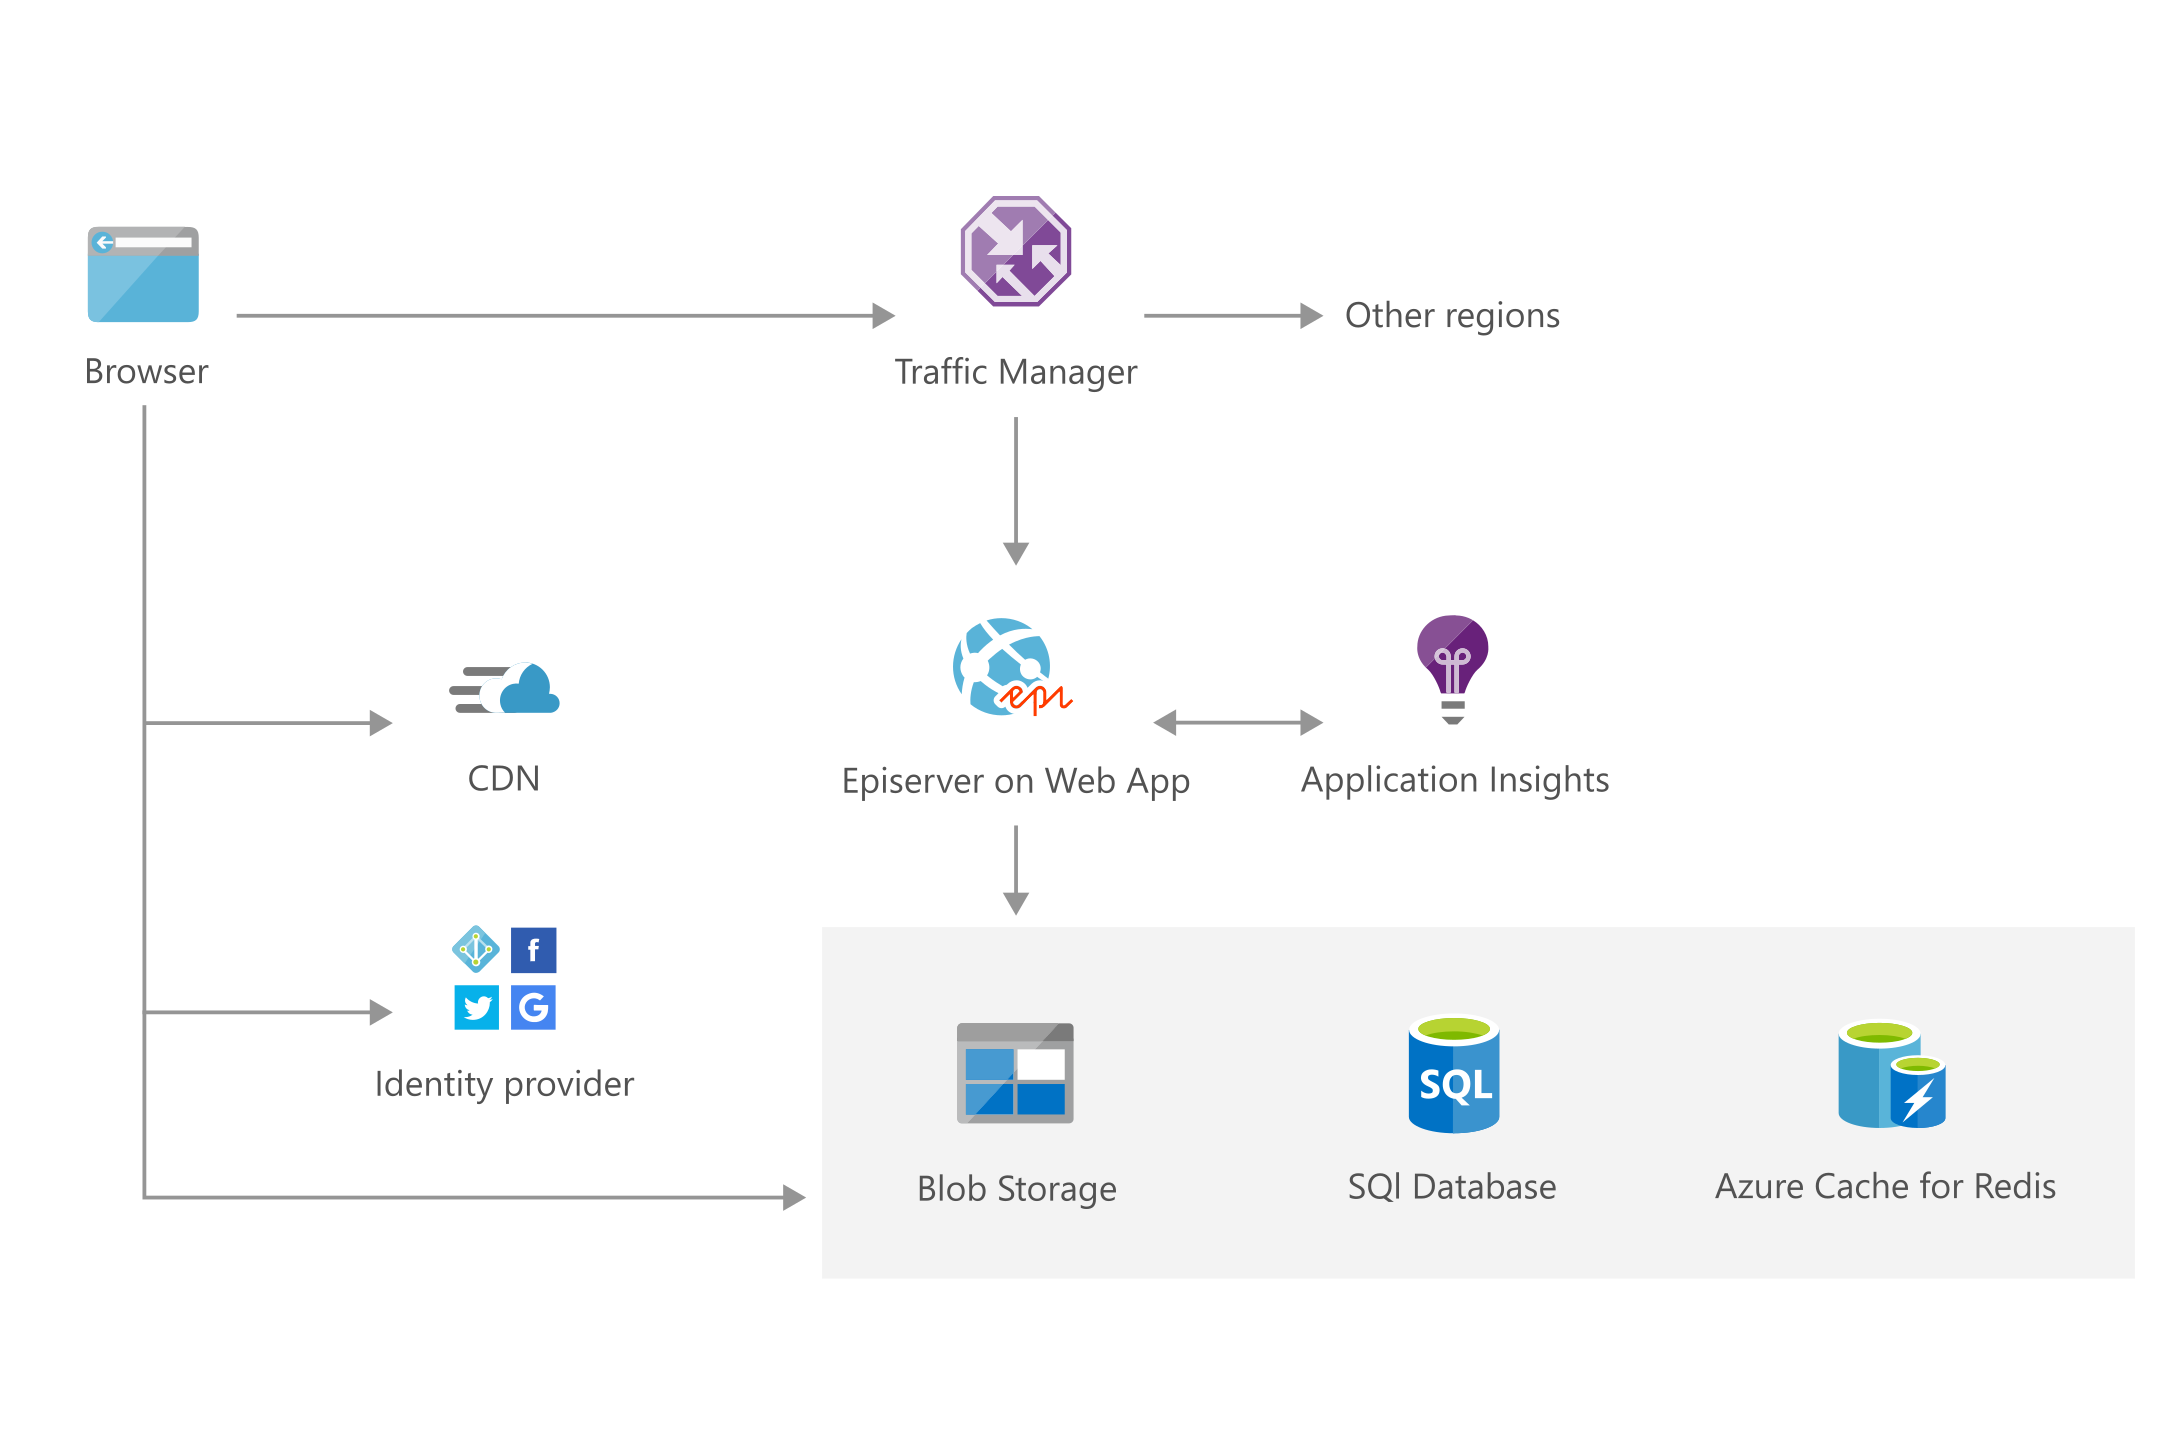 Browser
Traffic Manager
Other regions
CDN
epi
Episerver on Web App
Application Insights
f
G
Identity provider
SQL
Blob Storage
SQl Database
Azure Cache for Redis